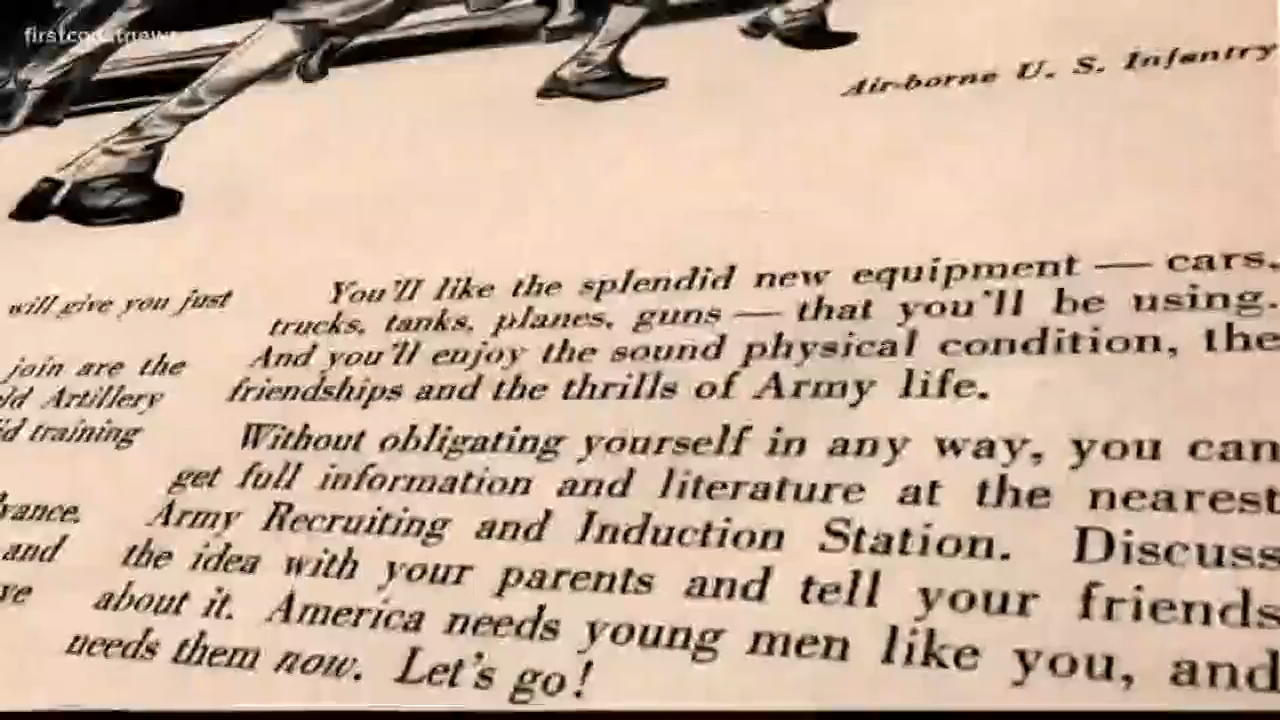 Air-borne U. S. Infantry
will give you just
join are the
Artillery
training
and
You'll like the splendid new equipment — cars,
trucks, tanks, planes, guns — that you'll be using.
And you'll enjoy the sound physical condition, the
friendships and the thrills of Army life.
Without obligating yourself in any way, you can
get full information and literature at the nearest
Army Recruiting and Induction Station. Discuss
the idea with your parents and tell your friends
about it. America needs young men like you, and
needs them now. Let's go!